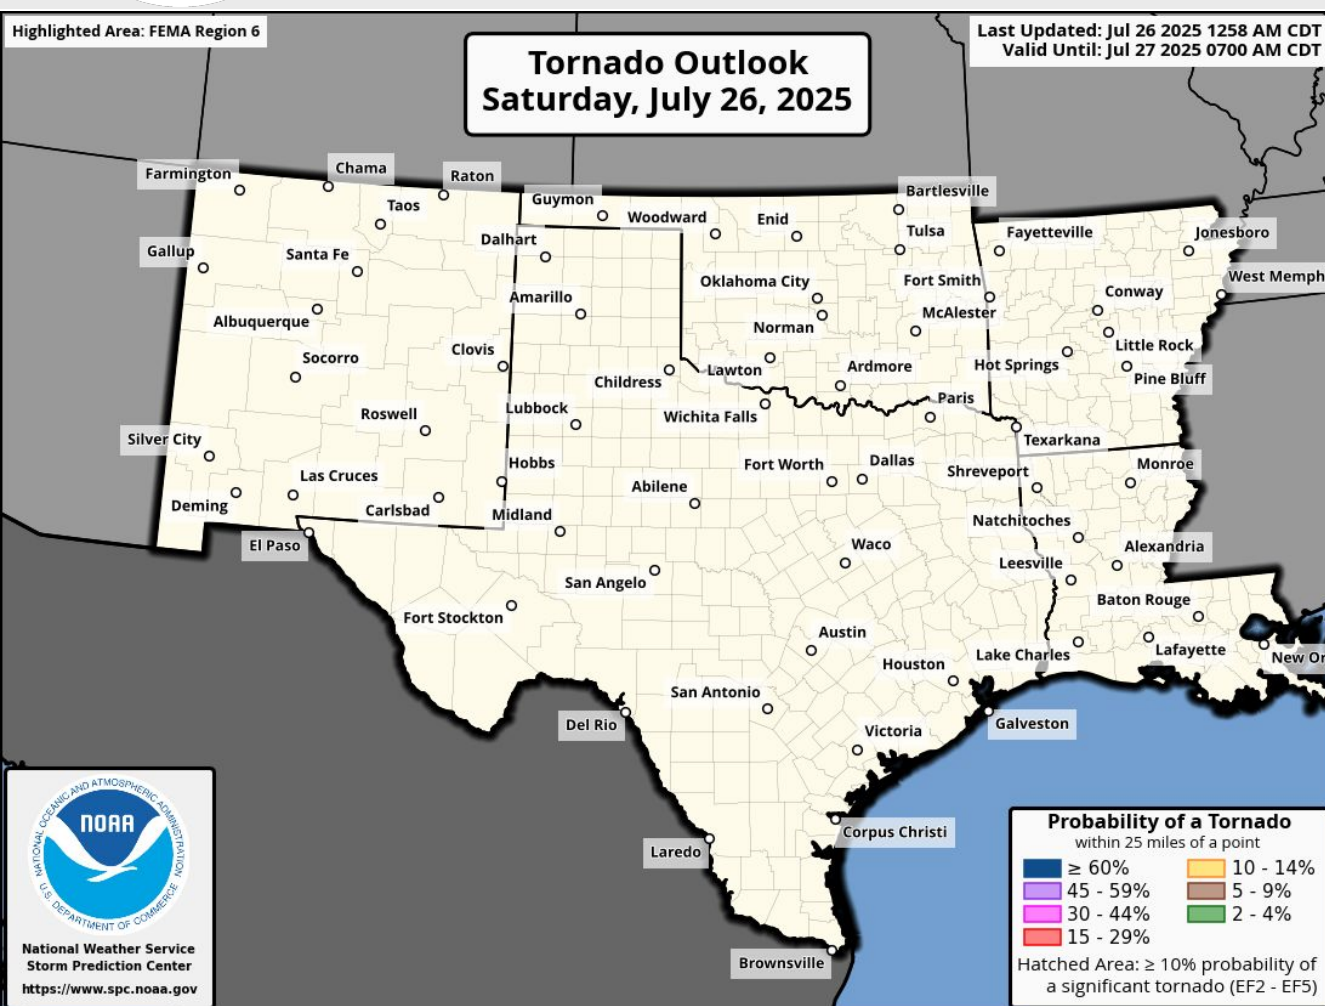 Highlighted Area: FEMA Region 6
Tornado Outlook
Saturday, July 26, 2025
Last Updated: Jul 26 2025 1258 AM CDT
Valid Until: Jul 27 2025 0700 AM CDT
Farmington
Chama
Raton
Taos
Guymon
Woodward
Enid
Bartlesville
Tulsa
Fayetteville
Jonesboro
Gallup
Santa Fe
Dalhart
Oklahoma City
Fort Smith
Conway
West Memph
Albuquerque
Amarillo
Norman
McAlester
Little Rock
Socorro
Clovis
Childress
Lawton
Ardmore
Hot Springs
Pine Bluff
Roswell
Lubbock
Wichita Falls
Paris
Texarkana
Silver City
Las Cruces
Hobbs
Abilene
Fort Worth
Dallas
Shreveport
Monroe
Deming
Carlsbad
Midland
Natchitoches
El Paso
Waco
Alexandria
San Angelo
Leesville
Fort Stockton
Baton Rouge
Austin
Houston
Lake Charles
Lafayette
New Or
San Antonio
Del Rio
Victoria
Galveston
Corpus Christi
Laredo
Brownsville
NATIONAL OCEANIC AND ATMOSPHERIC ADMINISTRATION
NOAA
U.S. DEPARTMENT OF COMMERCE
National Weather Service
Storm Prediction Center
https://www.spc.noaa.gov
Probability of a Tornado
within 25 miles of a point
≥ 60%
10 - 14%
45 - 59%
5 - 9%
30 - 44%
2 - 4%
15 - 29%
Hatched Area: ≥ 10% probability of
a significant tornado (EF2 - EF5)